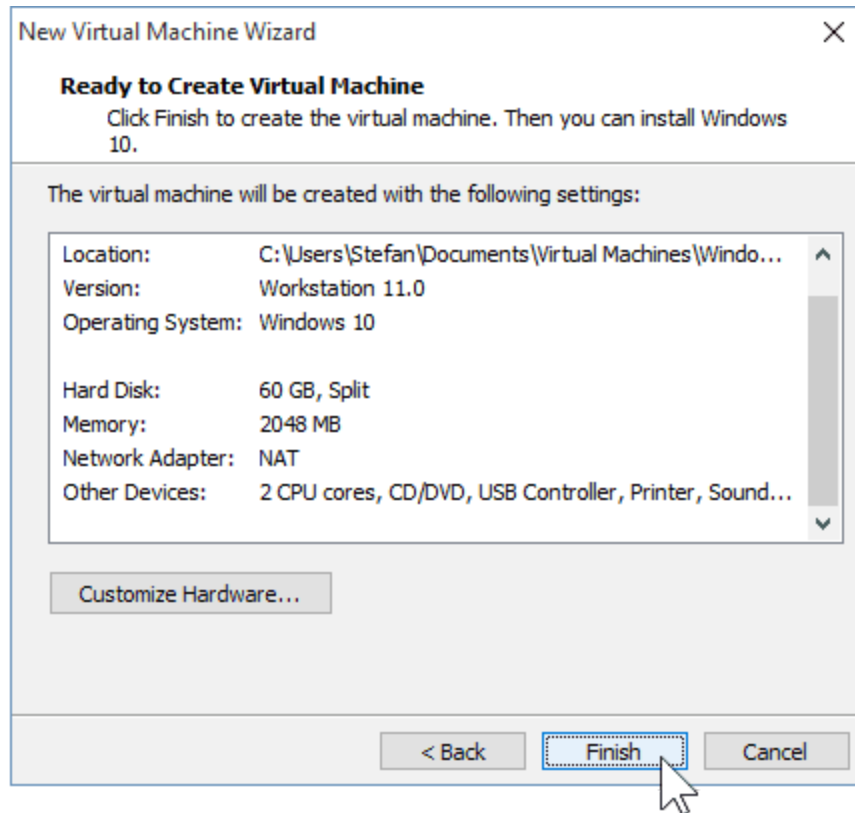 New Virtual Machine Wizard
Ready to Create Virtual Machine
Click Finish to create the virtual machine. Then you can install Windows
10.
The virtual machine will be created with the following settings:
Location: C:\Users\Stefan\Documents\Virtual Machines\Windo...
Version: Workstation 11.0
Operating System: Windows 10
Hard Disk: 60 GB, Split
Memory: 2048 MB
Network Adapter: NAT
Other Devices: 2 CPU cores, CD/DVD, USB Controller, Printer, Sound...
Customize Hardware...
< Back Finish Cancel